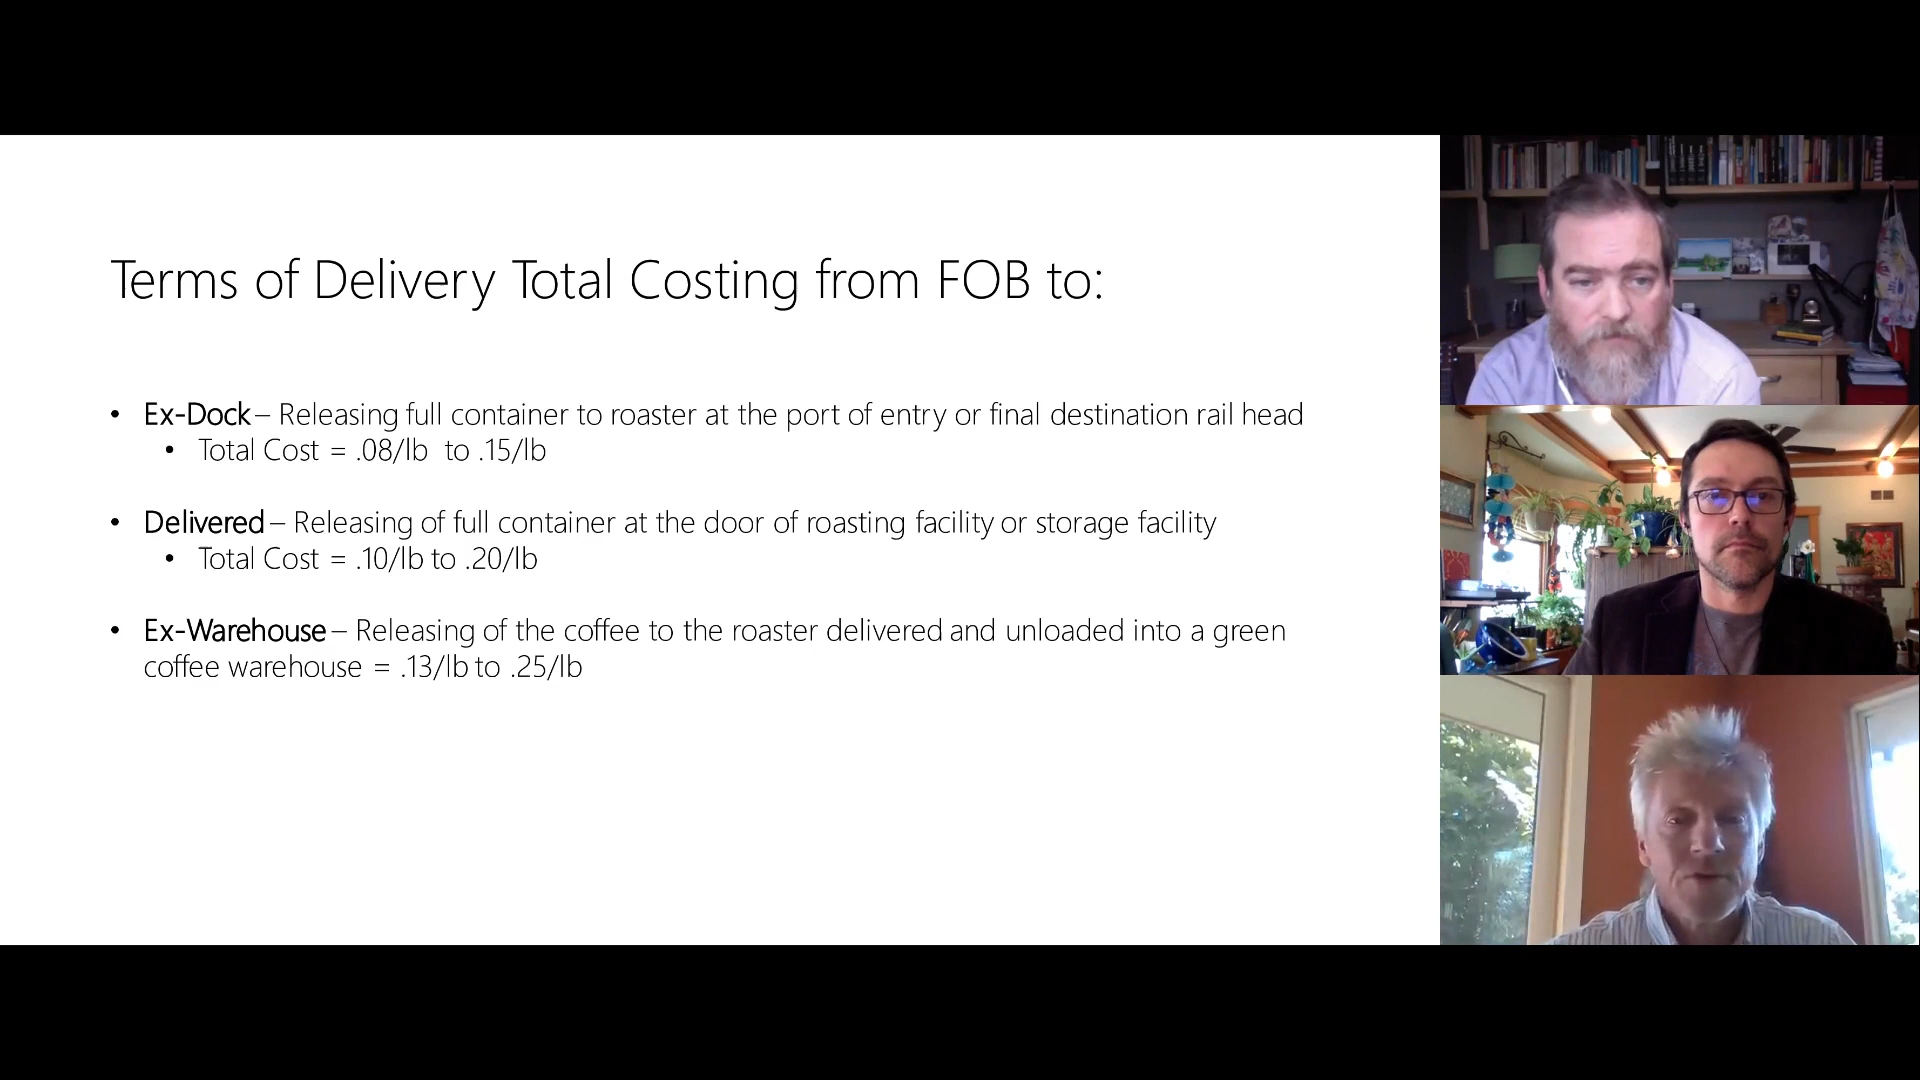 Terms of Delivery Total Costing from FOB to:
• Ex-Dock – Releasing full container to roaster at the port of entry or final destination rail head
• Total Cost = .08/lb to .15/lb
• Delivered – Releasing of full container at the door of roasting facility or storage facility
• Total Cost = .10/lb to .20/lb
• Ex-Warehouse – Releasing of the coffee to the roaster delivered and unloaded into a green
coffee warehouse = .13/lb to .25/lb